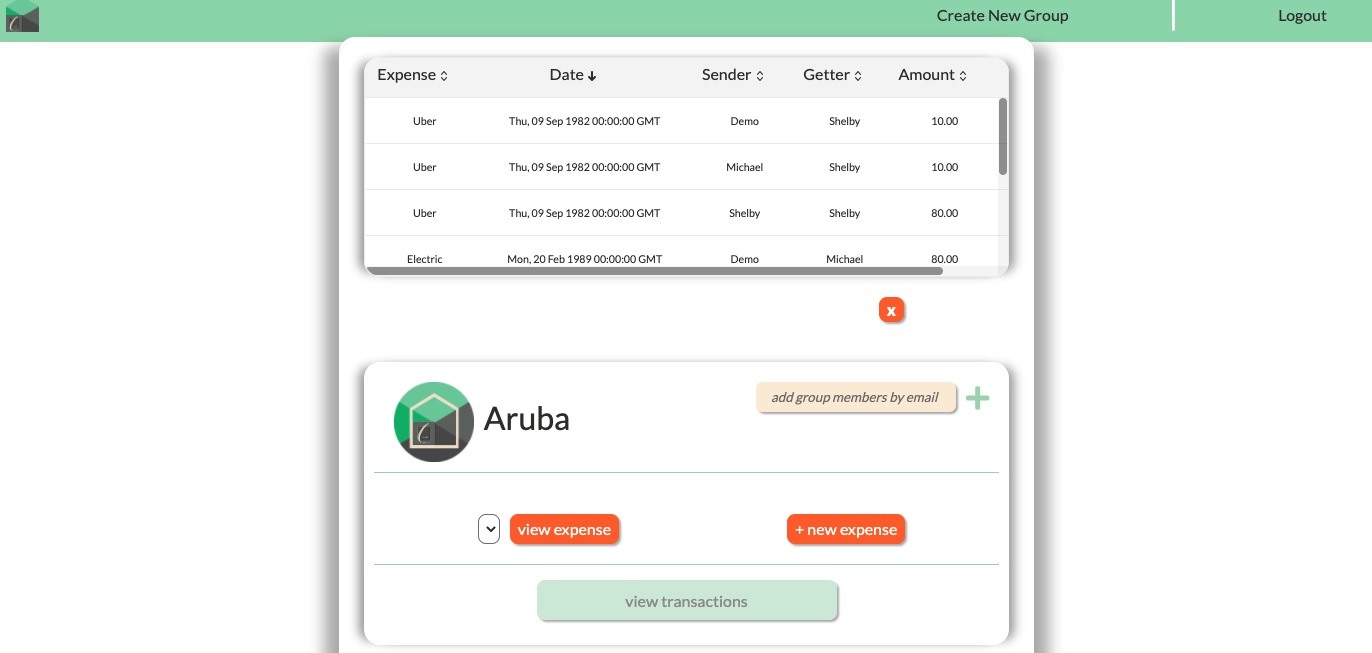 Create New Group Logout
Expense Date Sender Getter Amount
Uber Thu, 09 Sep 1982 00:00:00 GMT Demo Shelby 10.00
Uber Thu, 09 Sep 1982 00:00:00 GMT Michael Shelby 10.00
Uber Thu, 09 Sep 1982 00:00:00 GMT Shelby Shelby 80.00
Electric Mon, 20 Feb 1989 00:00:00 GMT Demo Michael 80.00
x
add group members by email
Aruba
view expense + new expense
view transactions